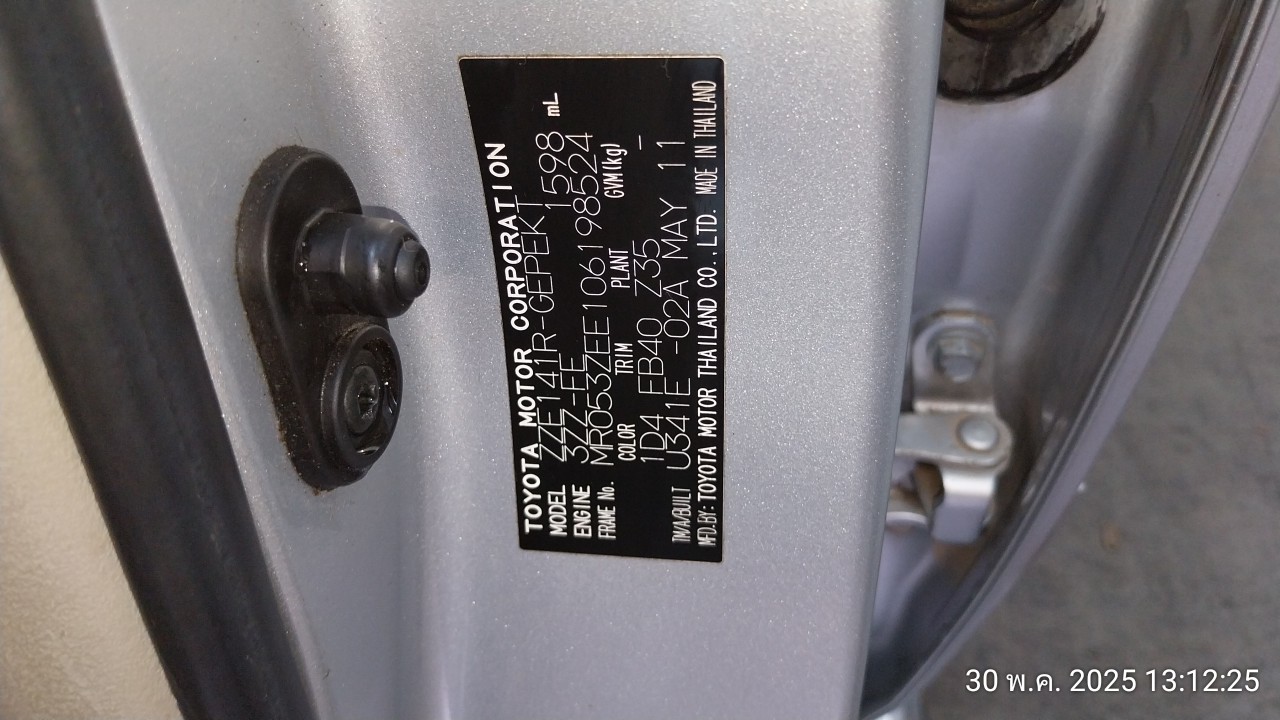 TOYOTA MOTOR CORPORATION
MODEL ZZE141R-GEPEKT
ENGINE 3ZZ-FE 1598 mL
FRAME No. MR053ZEE106198524
COLOR TRIM PLANT GVM(kg)
1D4 FB40 Z35 -
TM/A/BUILT U341E -02A MAY 11
MFD.BY: TOYOTA MOTOR THAILAND CO.,LTD. MADE IN THAILAND
30 พ.ค. 2025 13:12:25